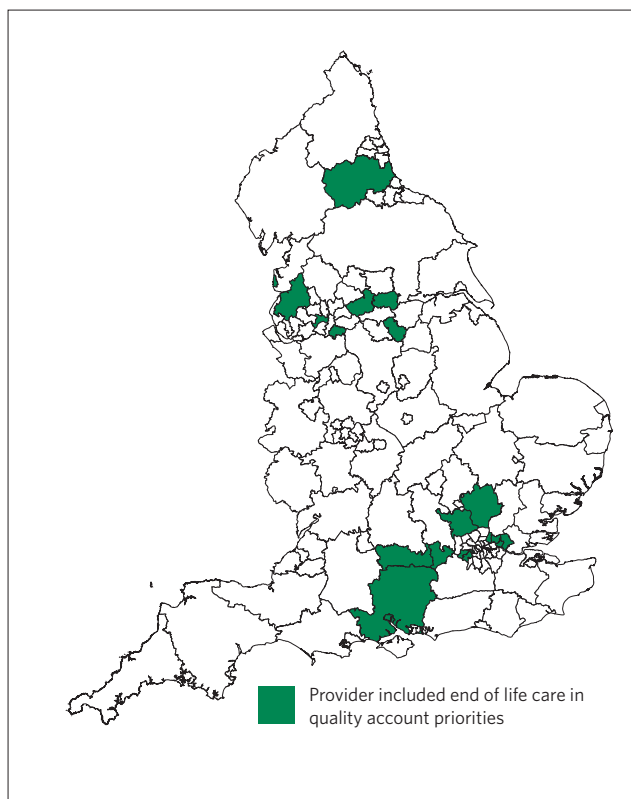 Provider included end of life care in
quality account priorities